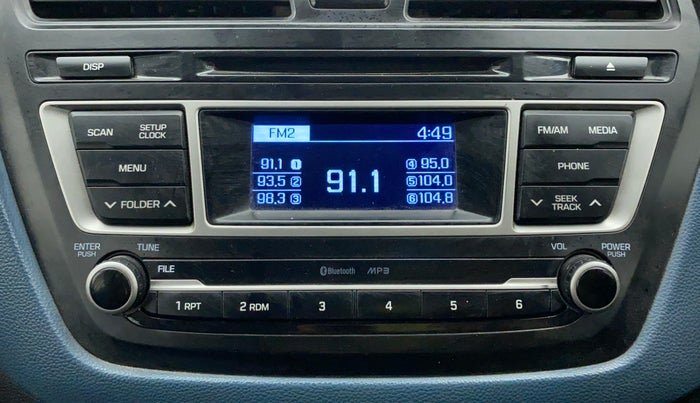 DISP
SCAN SETUP CLOCK
FM2 4:49
FM/AM MEDIA
MENU
91.1 1 4 95.0
93.5 2 91.1 5 104.0
98.3 3 6 104.8
PHONE
FOLDER
SEEK TRACK
ENTER PUSH TUNE
VOL POWER PUSH
FILE Bluetooth MP3
1 RPT 2 RDM 3 4 5 6